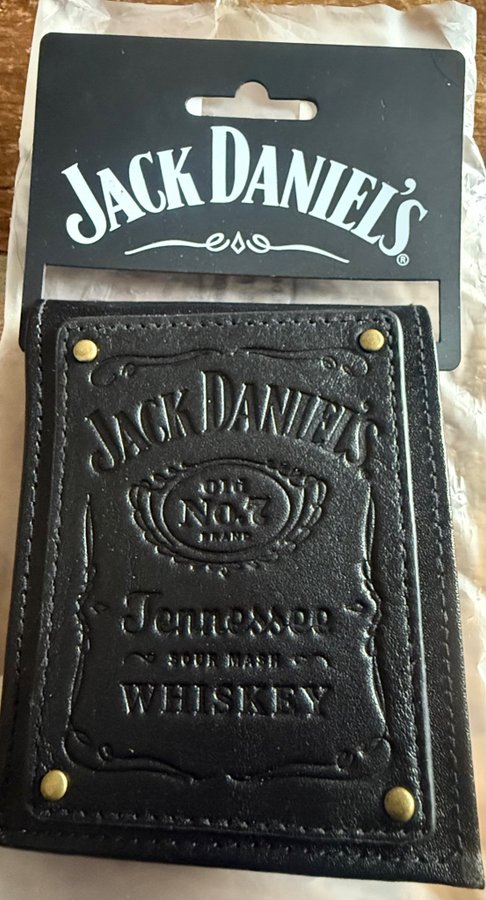 JACK DANIEL'S
®
JACK DANIEL'S
OLD
No.7
BRAND
Tennessee
SOUR MASH
WHISKEY